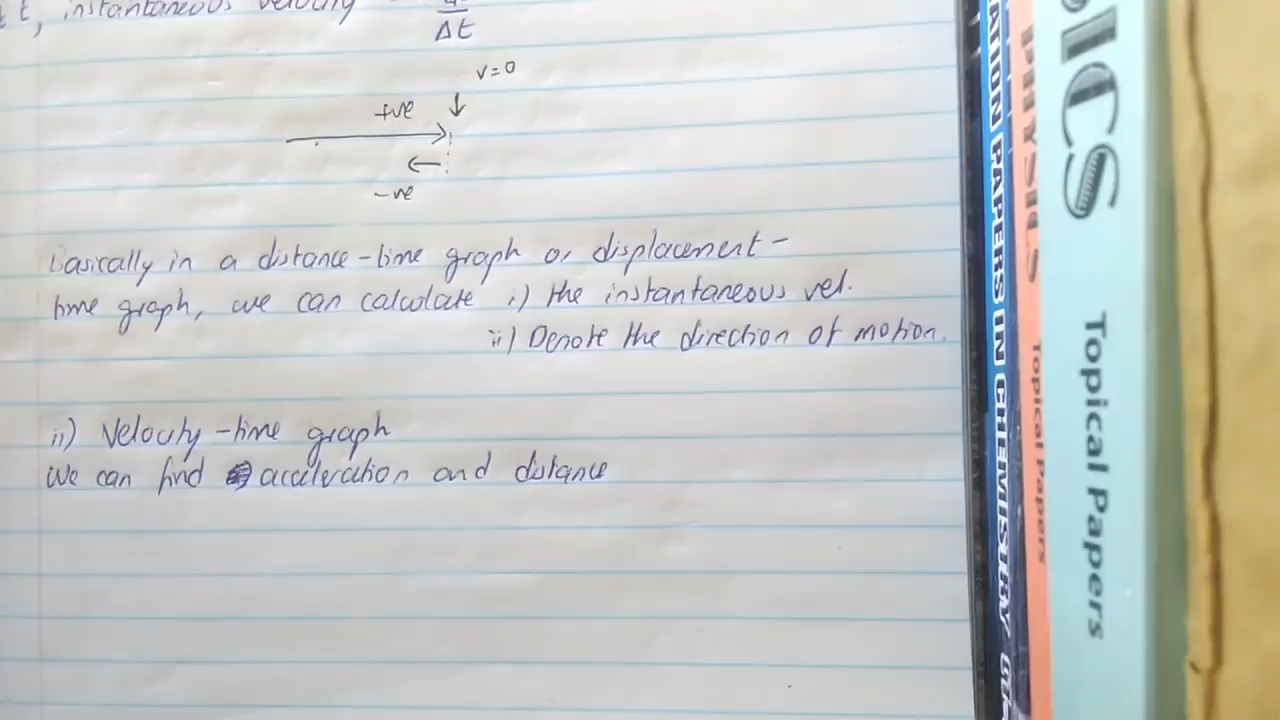 t, instantaneous velocity
Δt
v=0
+ve
-ve
Basically in a distance-time graph or displacement-
time graph, we can calculate i) the instantaneous vel.
ii) Denote the direction of motion.
ii) Velocity-time graph
We can find acceleration and distance
ATION PAPERS IN CHEMISTRY
PHYSICS Topical Papers
ICS Topical Papers